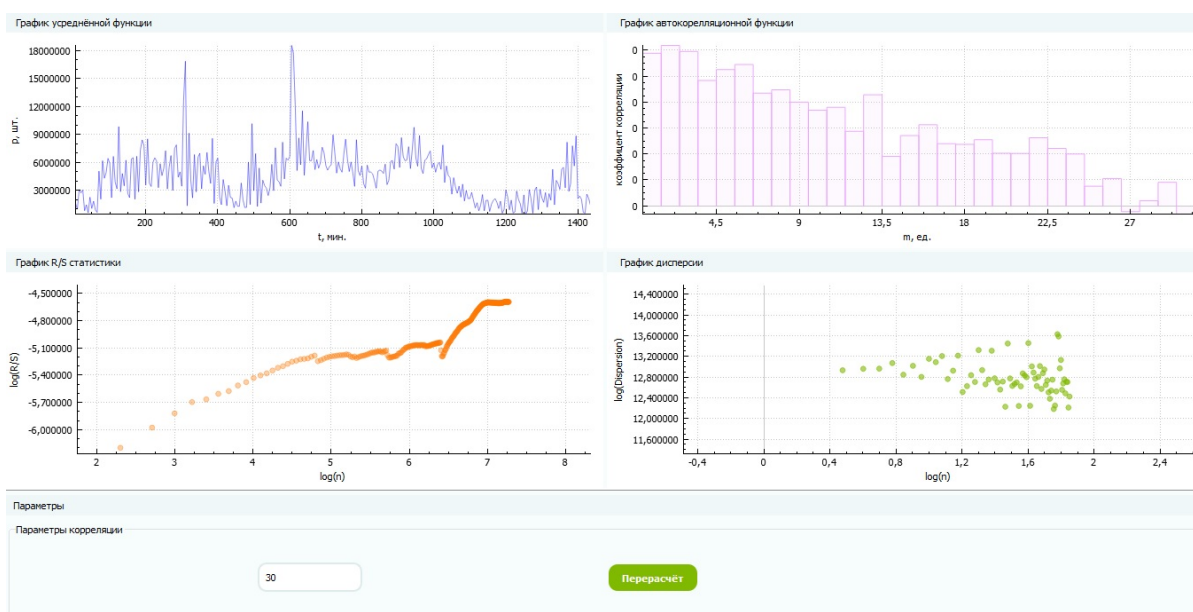 График усреднённой функции
18000000
15000000
12000000
9000000
6000000
3000000
р, шт.
200 400 600 800 1000 1200 1400
t, мин.
График автокорелляционной функции
0
0
0
0
0
0
0
коэффициент корреляции
4,5 9 13,5 18 22,5 27
m, ед.
График R/S статистики
-4,500000
-4,800000
-5,100000
-5,400000
-5,700000
-6,000000
log(R/S)
2 3 4 5 6 7 8
log(n)
График дисперсии
14,400000
14,000000
13,600000
13,200000
12,800000
12,400000
12,000000
11,600000
log(Dispersion)
-0,4 0 0,4 0,8 1,2 1,6 2 2,4
log(n)
Параметры
Параметры корреляции
30
Перерасчёт